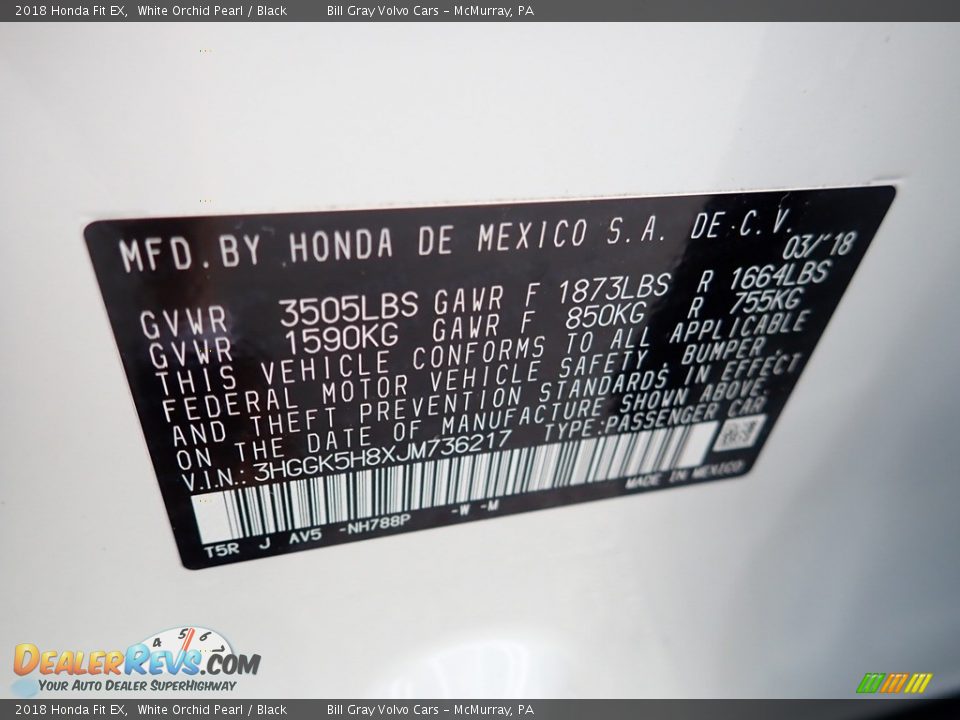 2018 Honda Fit EX,  White Orchid Pearl / Black        Bill Gray Volvo Cars - McMurray, PA
MFD. BY HONDA DE MEXICO S.A. DE C.V.
03/'18
GVWR 3505LBS GAWR F 1873LBS R 1664LBS
GVWR 1590KG GAWR F 850KG R 755KG
THIS VEHICLE CONFORMS TO ALL APPLICABLE
FEDERAL MOTOR VEHICLE SAFETY BUMPER,
AND THEFT PREVENTION STANDARDS IN EFFECT
ON THE DATE OF MANUFACTURE SHOWN ABOVE.
V.I.N.: 3HGGK5H8XJM736217 TYPE:PASSENGER CAR
MADE IN MEXICO
T5R J AV5 -NH788P -W -M
4 5 6
DEALERREVS.COM
YOUR AUTO DEALER SUPERHIGHWAY
2018 Honda Fit EX,  White Orchid Pearl / Black        Bill Gray Volvo Cars - McMurray, PA